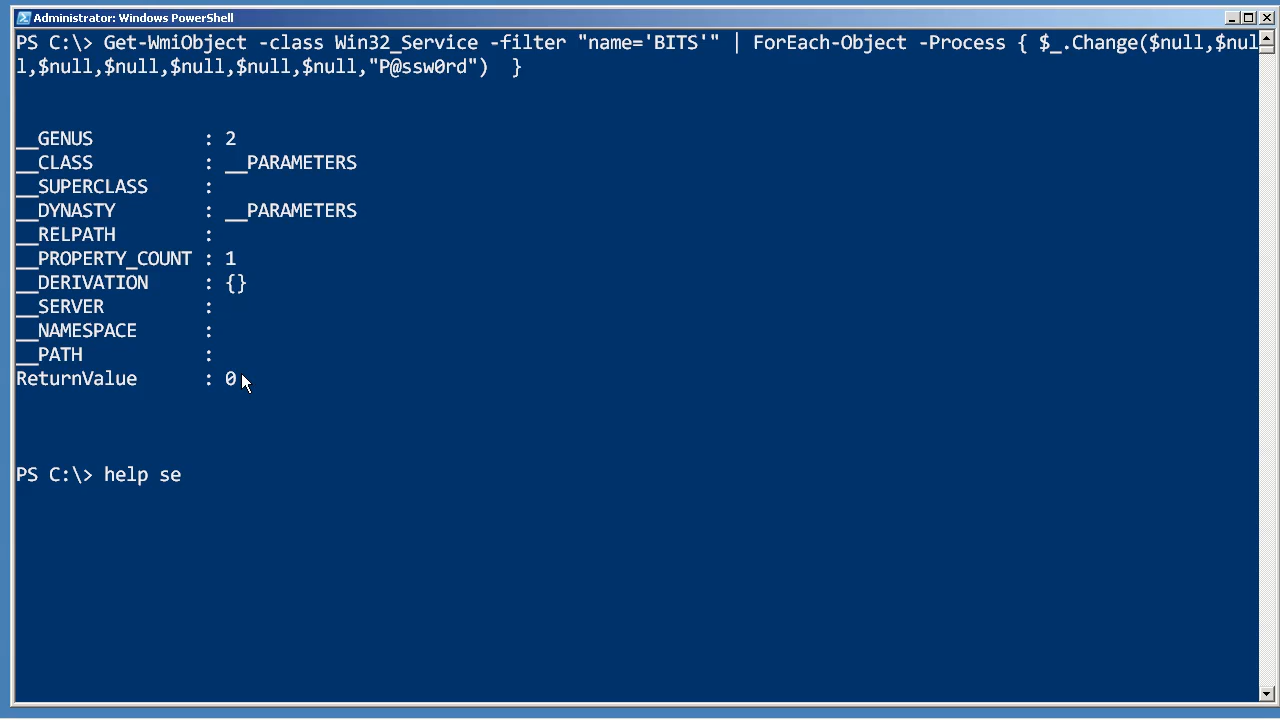 Administrator: Windows PowerShell
PS C:\> Get-WmiObject -class Win32_Service -filter "name='BITS'" | ForEach-Object -Process { $_.Change($null,$nul
l,$null,$null,$null,$null,$null,"P@ssw0rd")  }
__GENUS          : 2
__CLASS          : __PARAMETERS
__SUPERCLASS     :
__DYNASTY        : __PARAMETERS
__RELPATH        :
__PROPERTY_COUNT : 1
__DERIVATION     : {}
__SERVER         :
__NAMESPACE      :
__PATH           :
ReturnValue      : 0
PS C:\> help se